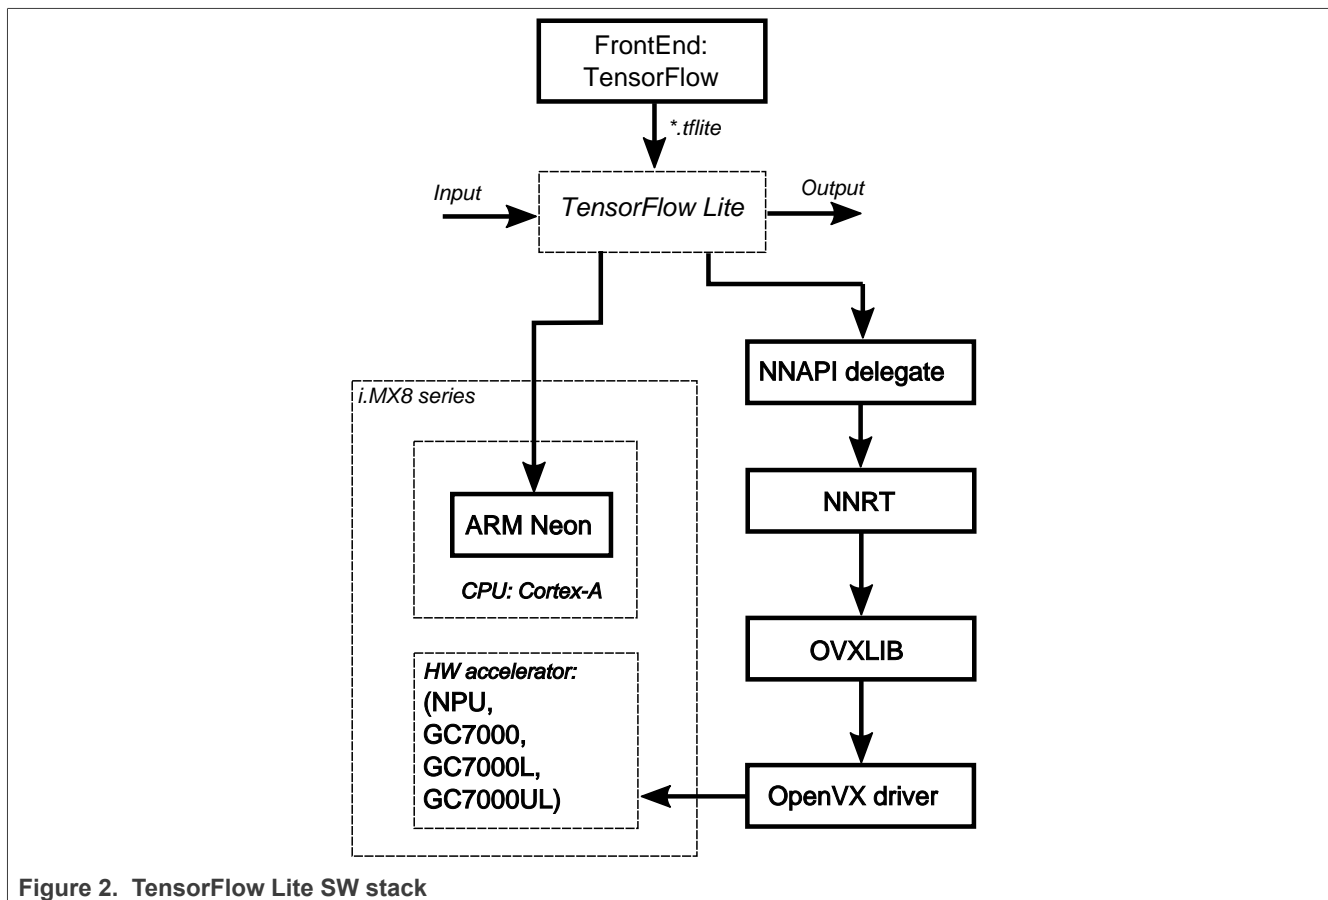 FrontEnd:
TensorFlow
*.tflite
Input
TensorFlow Lite
Output
NNAPI delegate
i.MX8 series
NNRT
ARM Neon
CPU: Cortex-A
OVXLIB
HW accelerator:
(NPU,
GC7000,
GC7000L,
GC7000UL)
OpenVX driver
Figure 2. TensorFlow Lite SW stack